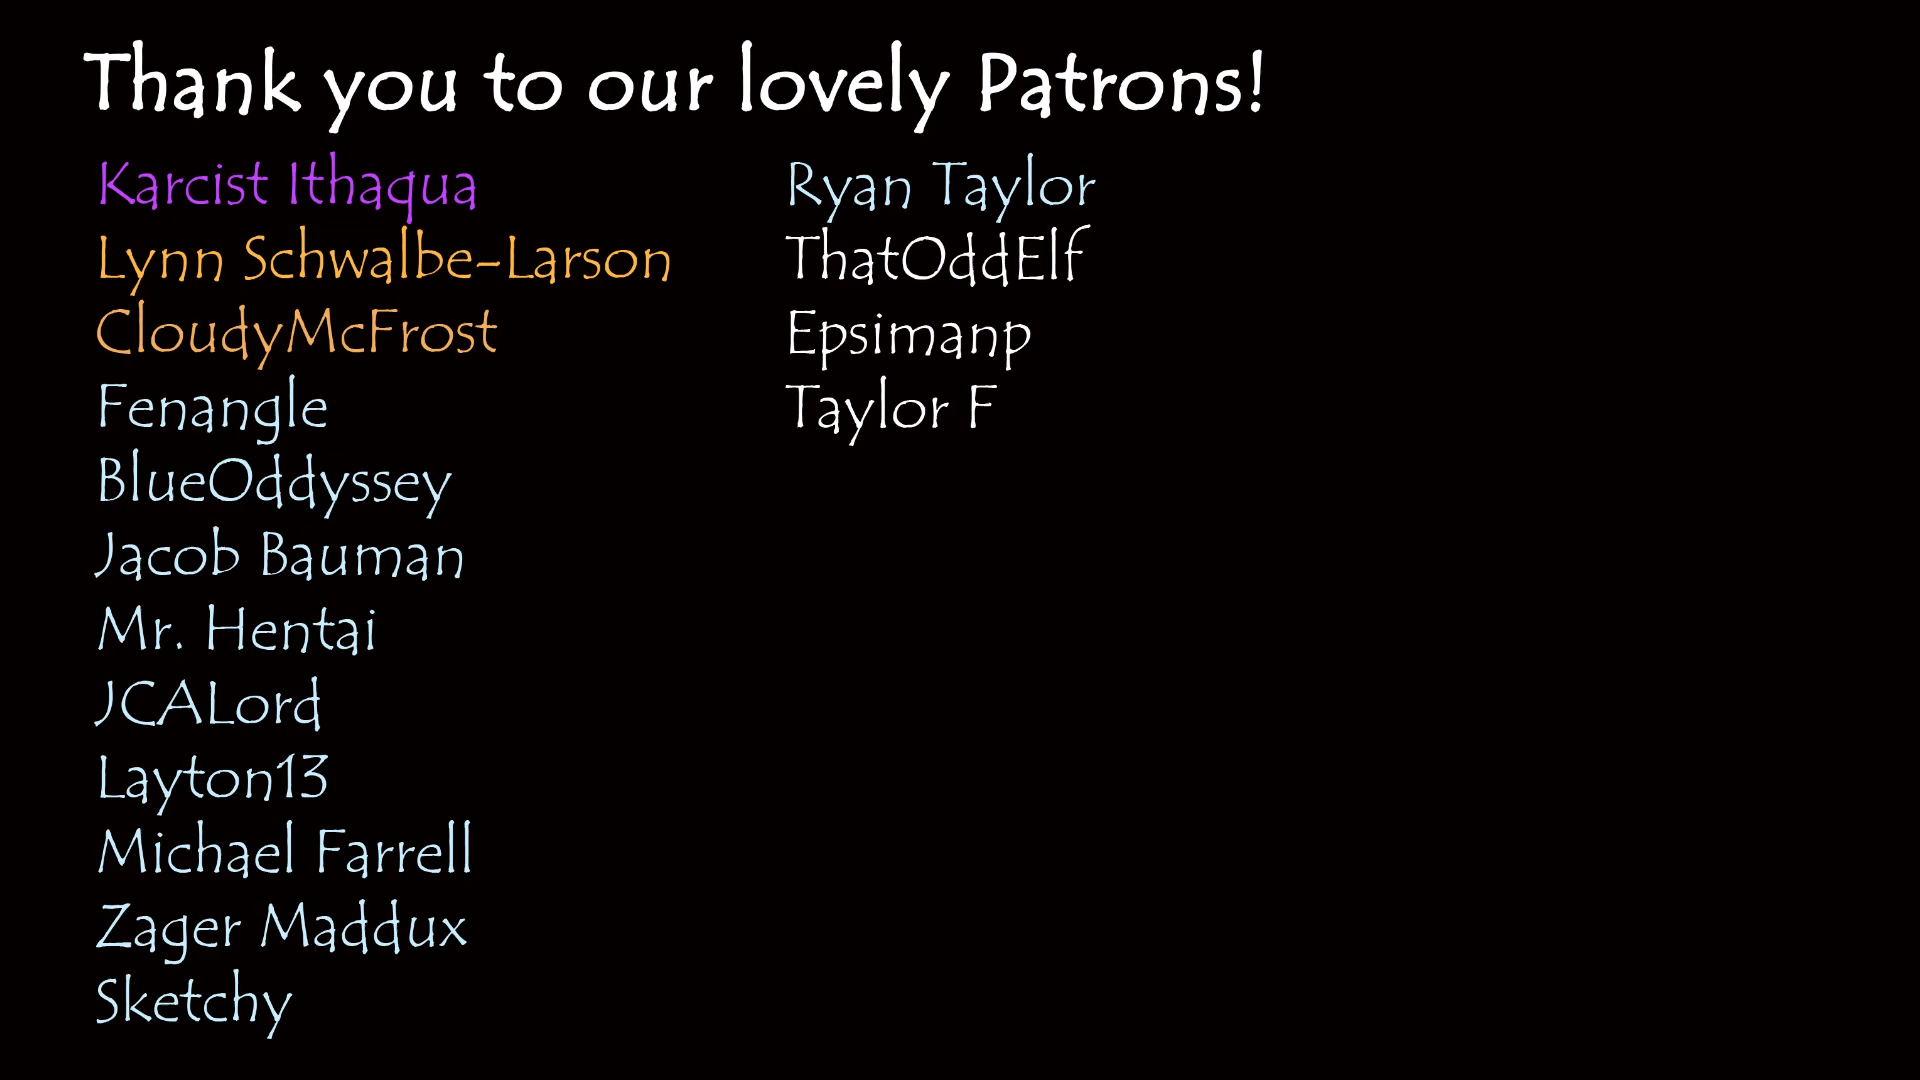 Thank you to our lovely Patrons!
Karcist Ithaqua
Lynn Schwalbe-Larson
CloudyMcFrost
Fenangle
BlueOddyssey
Jacob Bauman
Mr. Hentai
JCALord
Layton13
Michael Farrell
Zager Maddux
Sketchy
Ryan Taylor
ThatOddElf
Epsimanp
Taylor F